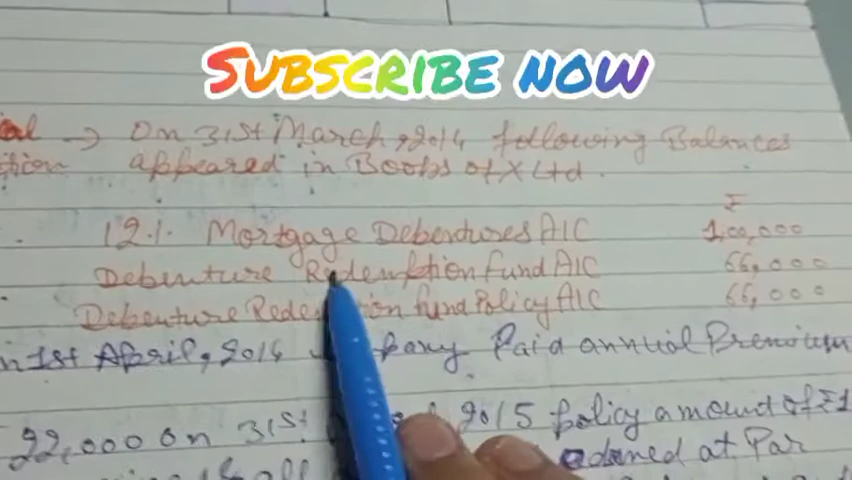 SUBSCRIBE NOW
→ On 31st March, 2014 following Balances
appeared in Books of X Ltd.
₹
12% Mortgage Debentures A/C 1,00,000
Debenture Redemption Fund A/C 66,000
Debenture fund Policy A/C 66,000
1st April, 2014 Paid annual Premium
22,000 on 31st 2015 policy amount of ₹1
at Par